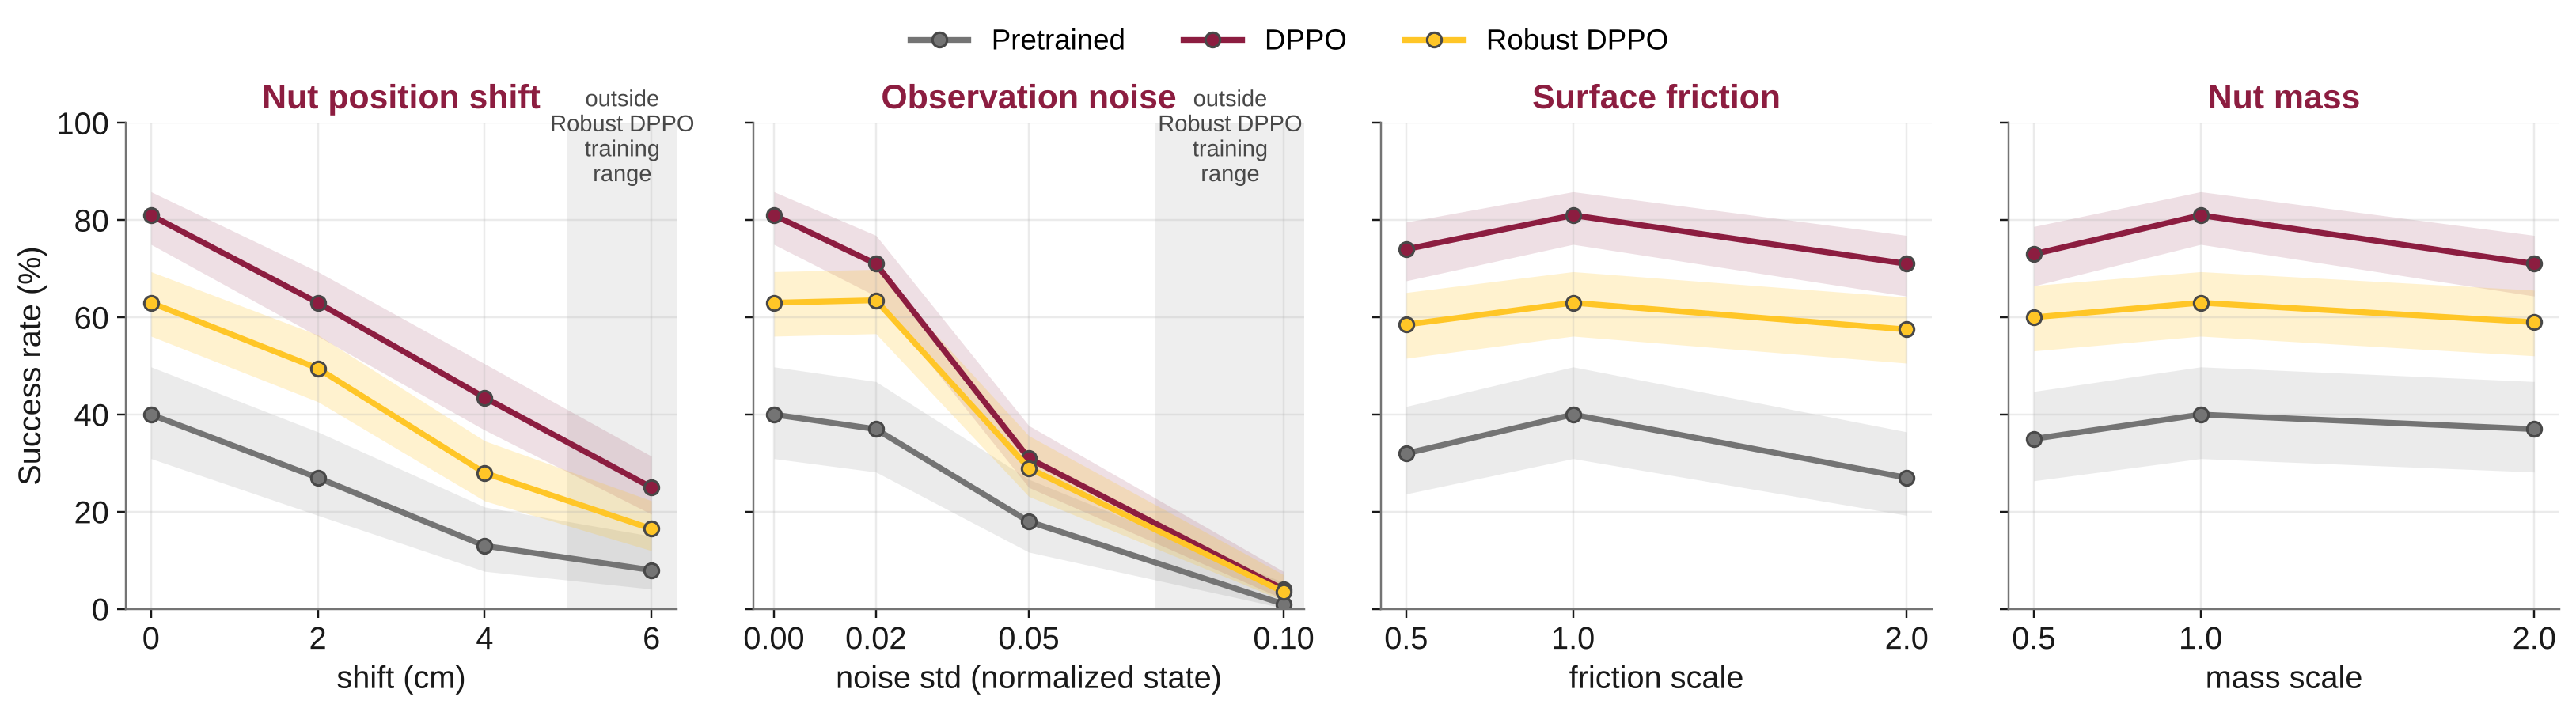 Pretrained DPPO Robust DPPO
Nut position shift
outside
Robust DPPO
training
range
Success rate (%)
100
80
60
40
20
0
0 2 4 6
shift (cm)
Observation noise
outside
Robust DPPO
training
range
0.00 0.02 0.05 0.10
noise std (normalized state)
Surface friction
0.5 1.0 2.0
friction scale
Nut mass
0.5 1.0 2.0
mass scale